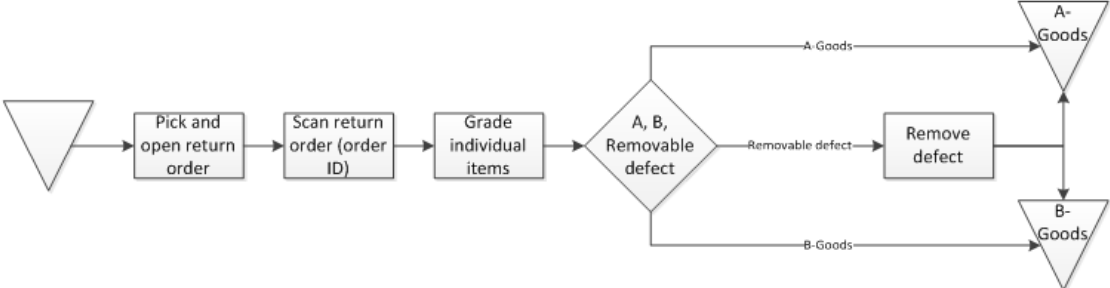 Pick and
open return
order
Scan return
order (order
ID)
Grade
individual
items
A, B,
Removable
defect
A-Goods
Removable defect
B-Goods
Remove
defect
A-
Goods
B-
Goods